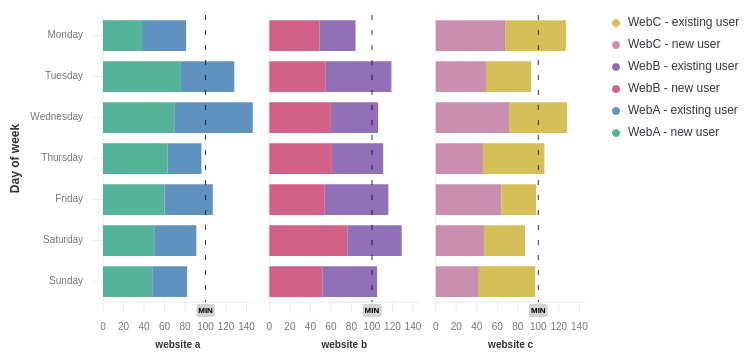 WebC - existing user
WebC - new user
WebB - existing user
WebB - new user
WebA - existing user
WebA - new user
Day of week
Monday
Tuesday
Wednesday
Thursday
Friday
Saturday
Sunday
MIN MIN MIN
0 20 40 60 80 100 120 140 0 20 40 60 80 100 120 140 0 20 40 60 80 100 120 140
website a website b website c